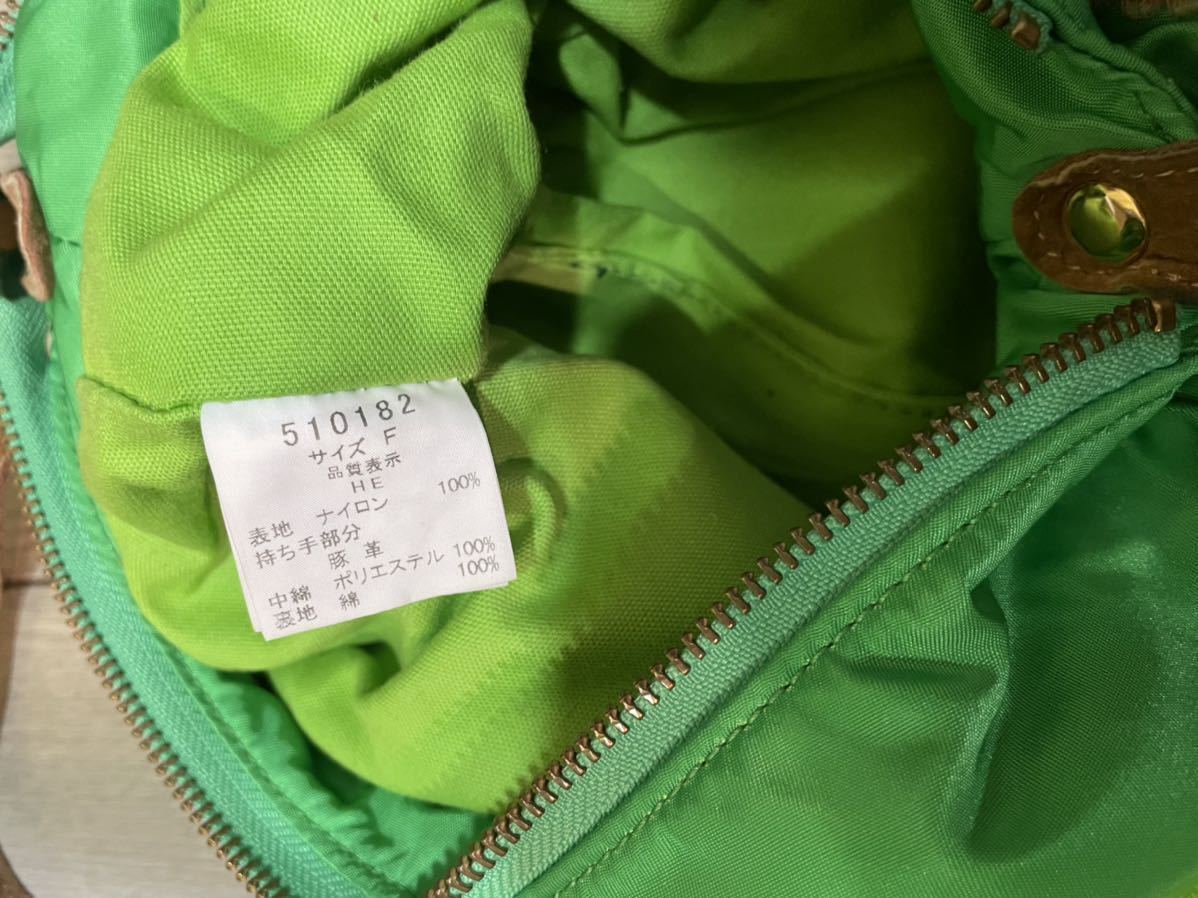 510182
サイズ F
品質表示
HE
表地 ナイロン 100%
持ち手部分
豚革
中綿 ポリエステル 100%
裏地 綿 100%